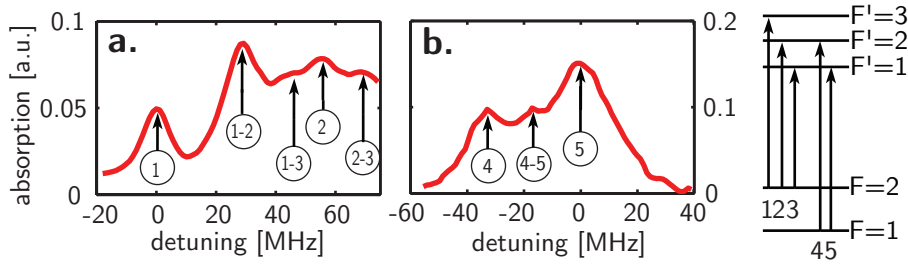 absorption [a.u.]
0.1
0.05
0
a.
1
1-2
1-3
2
2-3
-20 0 20 40 60
detuning [MHz]
b.
4
4-5
5
0.2
0.1
0
-60 -40 -20 0 20 40
detuning [MHz]
F'=3
F'=2
F'=1
F=2
123
F=1
45